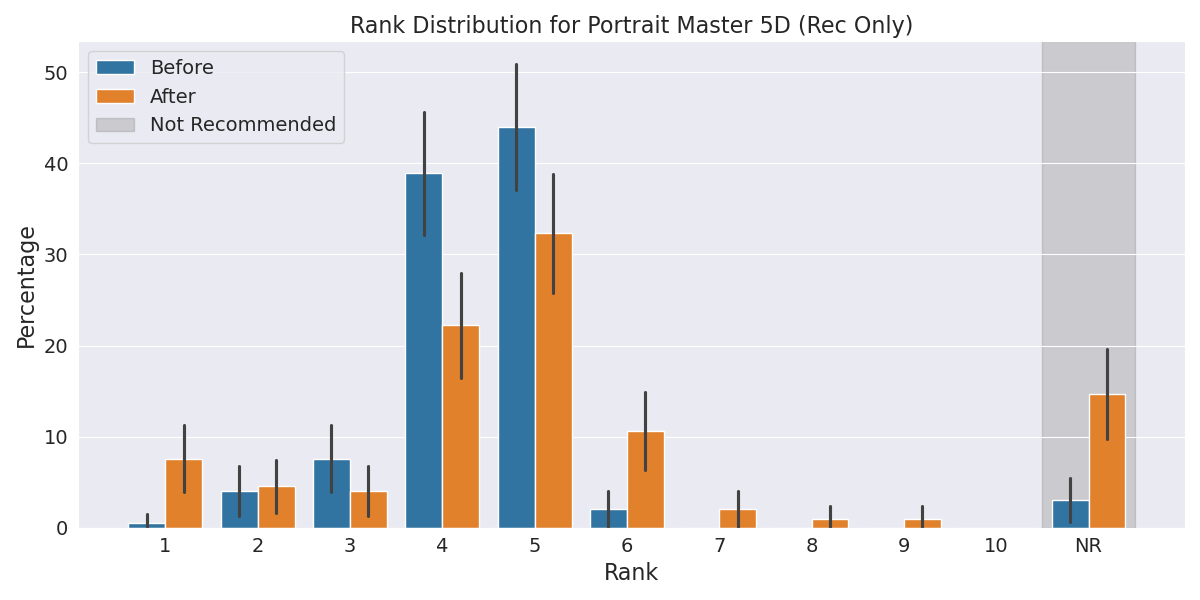 Rank Distribution for Portrait Master 5D (Rec Only)
Before
After
Not Recommended
Percentage
50
40
30
20
10
0
1 2 3 4 5 6 7 8 9 10 NR
Rank